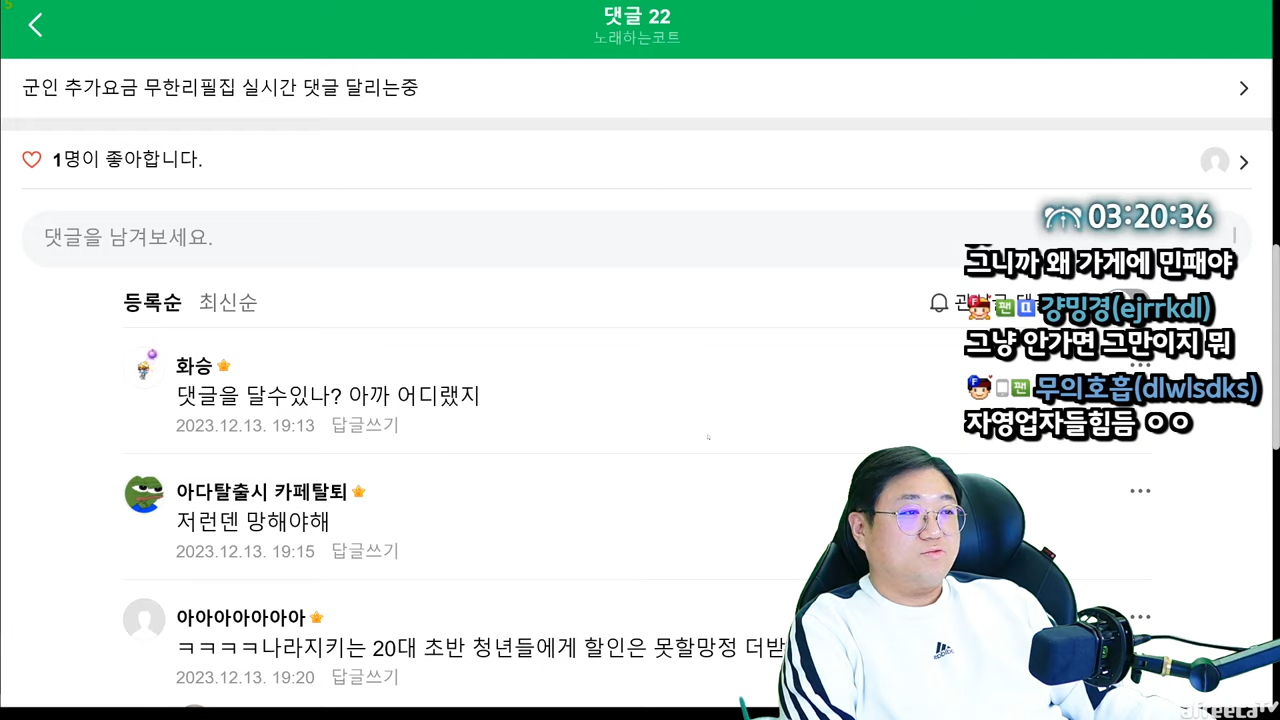 댓글 22
노래하는코트
군인 추가요금 무한리필집 실시간 댓글 달리는중
1명이 좋아합니다.
댓글을 남겨보세요.
03:20:36
등록순 최신순
그니까 왜 가게에 민패야
팬 걍밍경(ejrrkdl)
그냥 안가면 그만이지 뭐
팬 무의호흡(dlwlsdks)
자영업자들힘듬 ㅇㅇ
화승
댓글을 달수있나? 아까 어디랬지
2023.12.13. 19:13 답글쓰기
아다탈출시 카페탈퇴
저런덴 망해야해
2023.12.13. 19:15 답글쓰기
아아아아아아아
ㅋㅋㅋㅋ나라지키는 20대 초반 청년들에게 할인은 못할망정 더받
2023.12.13. 19:20 답글쓰기
adidas
afreecaTV